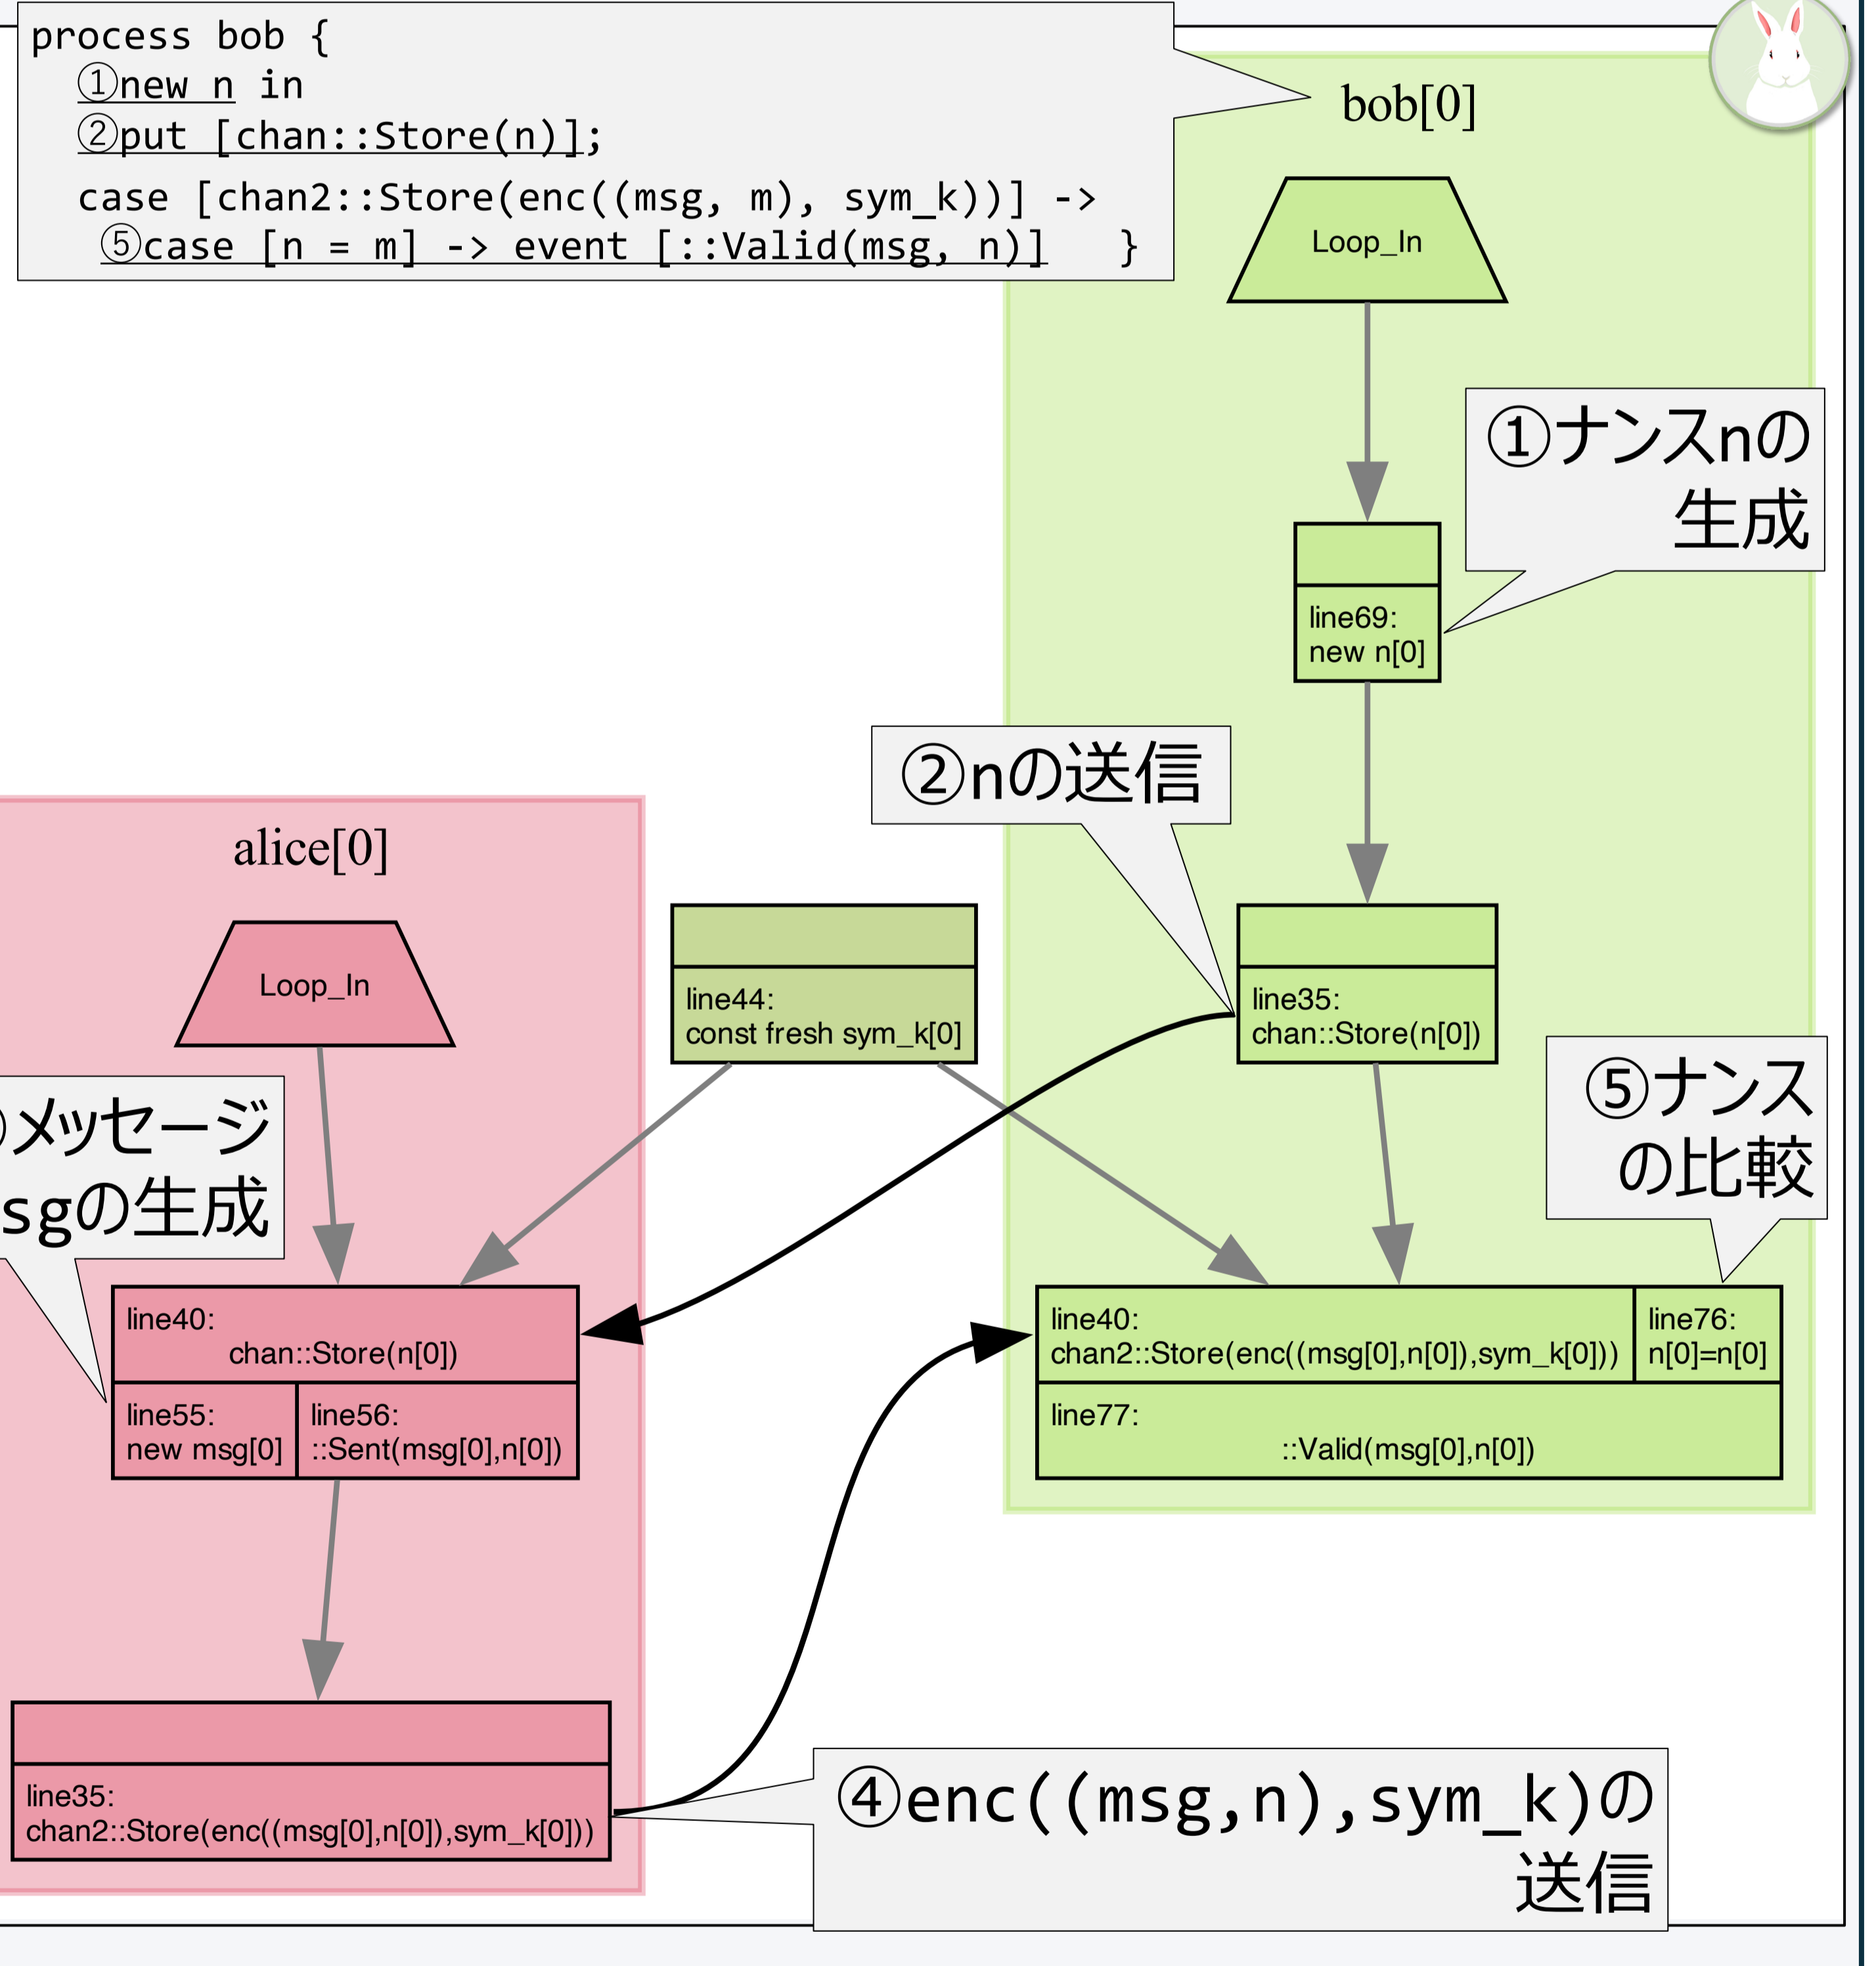 process bob {
①new n in
②put [chan::Store(n)];
case [chan2::Store(enc((msg, m), sym_k))] ->
⑤case [n = m] -> event [::Valid(msg, n)] }
bob[0]
Loop_In
①ナンスnの
生成
line69:
new n[0]
②nの送信
alice[0]
Loop_In
line44:
const fresh sym_k[0]
line35:
chan::Store(n[0])
メッセージ
sgの生成
⑤ナンス
の比較
line40:
chan::Store(n[0])
line55:
new msg[0]
line56:
::Sent(msg[0],n[0])
line40:
chan2::Store(enc((msg[0],n[0]),sym_k[0]))
line76:
n[0]=n[0]
line77:
::Valid(msg[0],n[0])
line35:
chan2::Store(enc((msg[0],n[0]),sym_k[0]))
④enc((msg,n),sym_k)の
送信